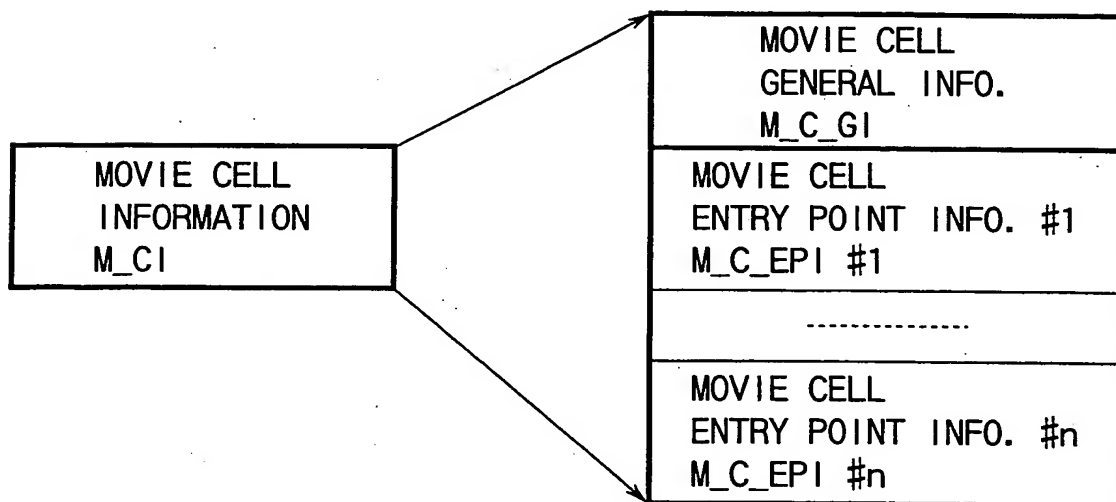 MOVIE CELL
INFORMATION
M_CI
MOVIE CELL
GENERAL INFO.
M_C_GI
MOVIE CELL
ENTRY POINT INFO. #1
M_C_EPI #1
---------------
MOVIE CELL
ENTRY POINT INFO. #n
M_C_EPI #n